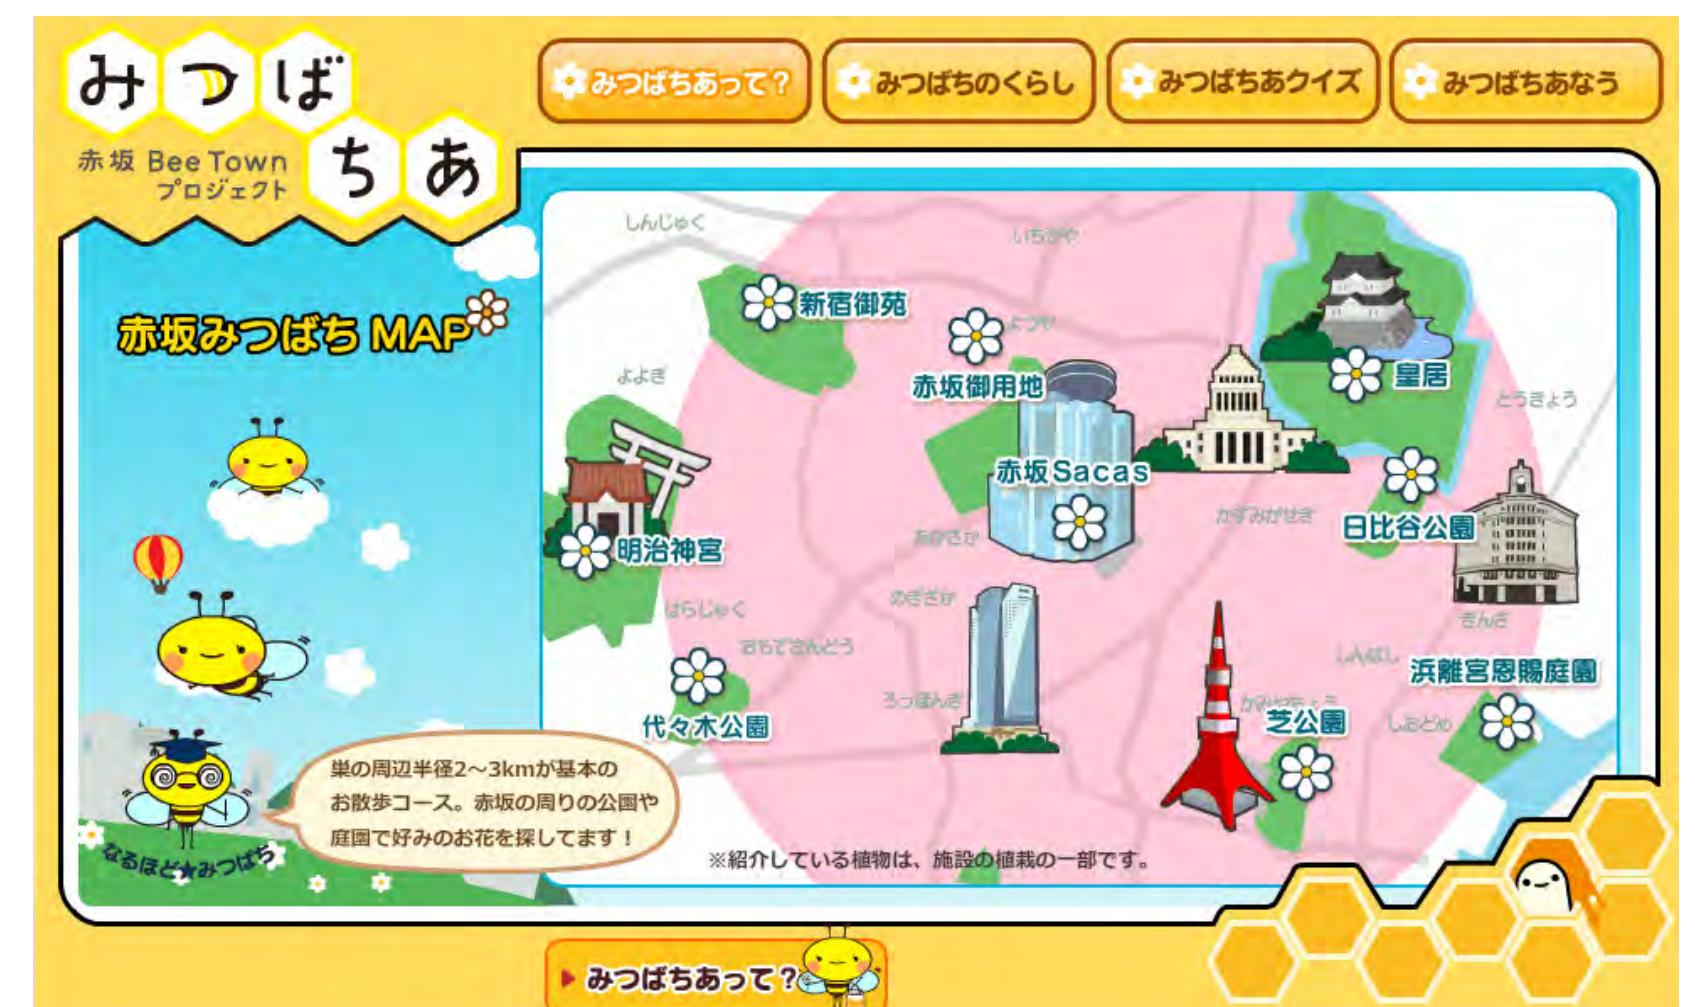 みつば
ちあ
赤坂 Bee Town
プロジェクト
みつばちあって?
みつばちのくらし
みつばちあクイズ
みつばちあなう
赤坂みつばち MAP
しんじゅく
いちがや
新宿御苑
よつや
よよぎ
赤坂御用地
皇居
とうきょう
赤坂Sacas
明治神宮
あかさか
かすみがせき
日比谷公園
のぎざか
はらじゅく
おもてさんどう
ぎんざ
しんばし
浜離宮恩賜庭園
ろっぽんぎ
代々木公園
芝公園
しおどめ
巣の周辺半径2~3kmが基本の
お散歩コース。赤坂の周りの公園や
庭園で好みのお花を探してます!
なるほど★みつばち
※紹介している植物は、施設の植栽の一部です。
みつばちあって?